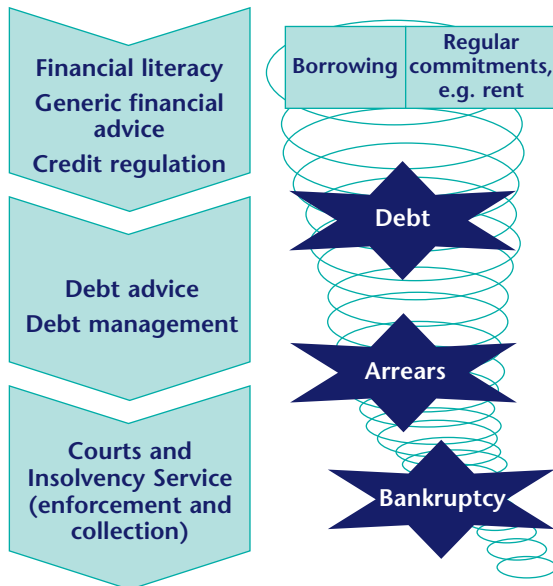 Financial literacy
Generic financial
advice
Credit regulation
Debt advice
Debt management
Courts and
Insolvency Service
(enforcement and
collection)
Borrowing
Regular
commitments,
e.g. rent
Debt
Arrears
Bankruptcy